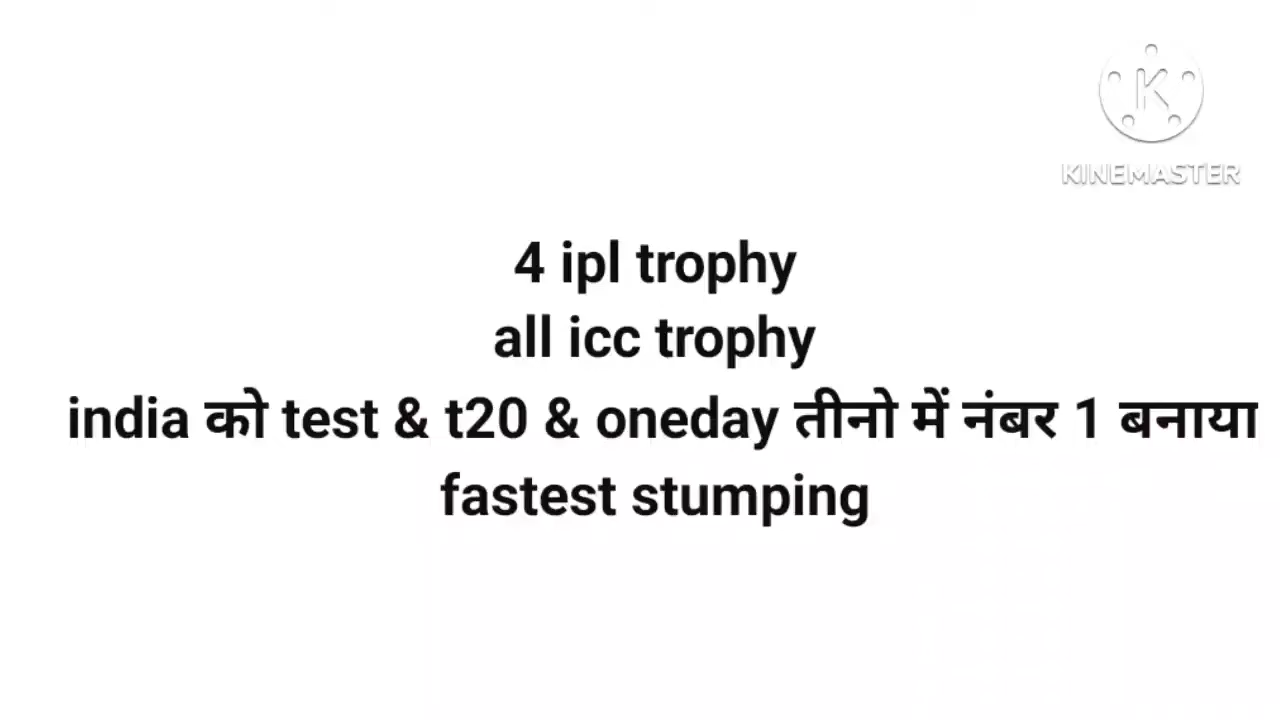 KINEMASTER
4 ipl trophy
all icc trophy
india को test & t20 & oneday तीनो में नंबर 1 बनाया
fastest stumping